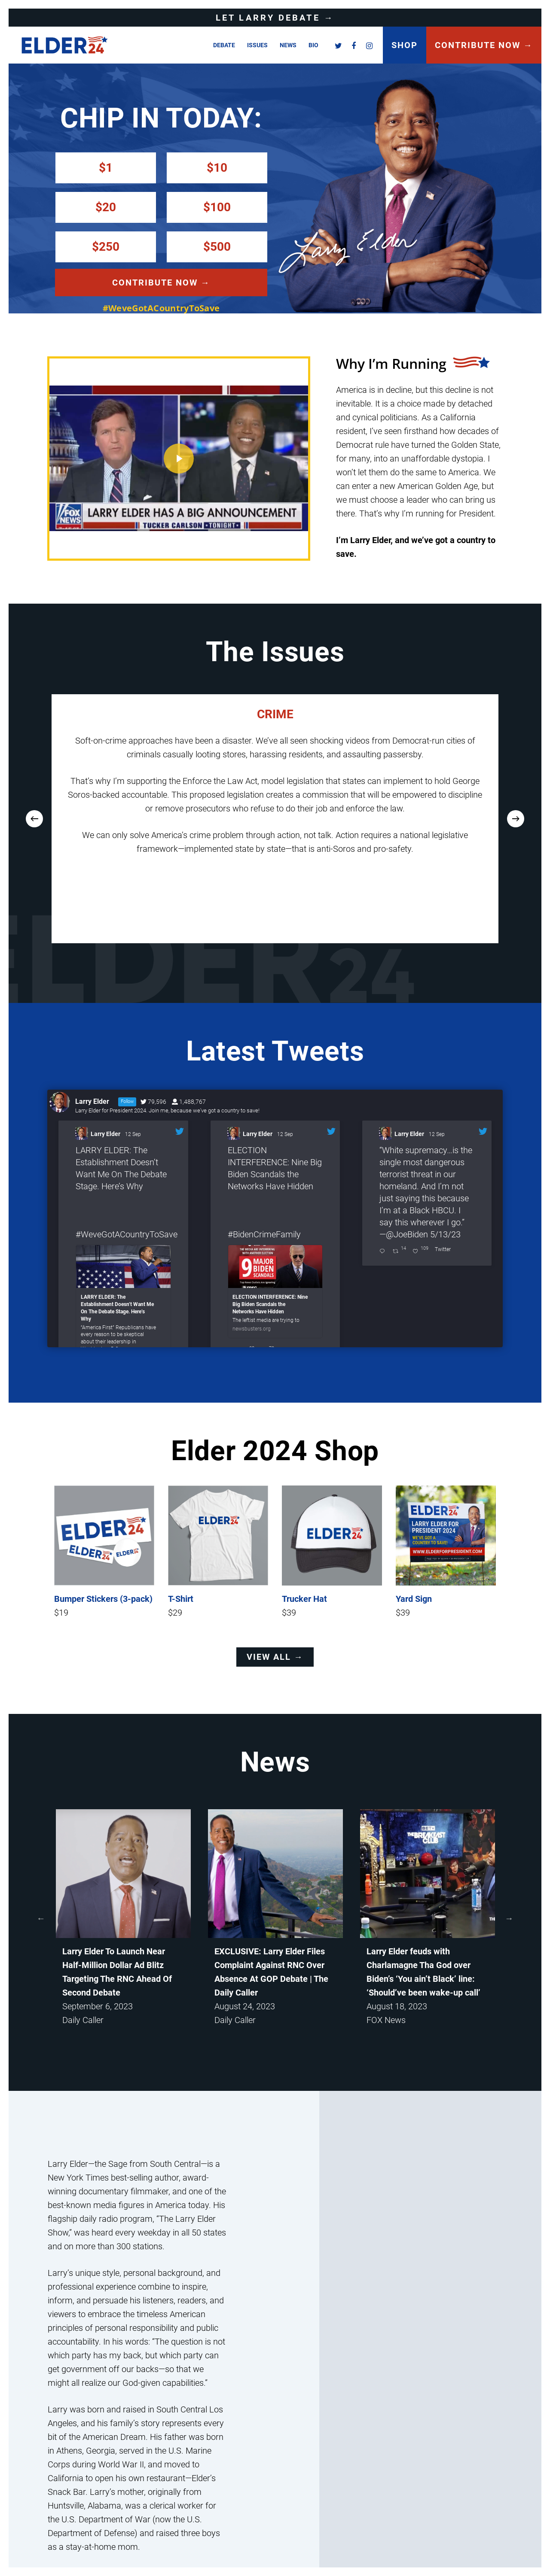 LET LARRY DEBATE →
ELDER 24
DEBATE ISSUES NEWS BIO
SHOP
CONTRIBUTE NOW →
CHIP IN TODAY:
$1 $10
$20 $100
$250 $500
CONTRIBUTE NOW →
#WeveGotACountryToSave
Larry Elder
Why I'm Running
America is in decline, but this decline is not
inevitable. It is a choice made by detached
and cynical politicians. As a California
resident, I've seen firsthand how decades of
Democrat rule have turned the Golden State,
for many, into an unaffordable dystopia. I
won't let them do the same to America. We
can enter a new American Golden Age, but
we must choose a leader who can bring us
there. That's why I'm running for President.
I'm Larry Elder, and we've got a country to
save.
FOX NEWS
LARRY ELDER HAS A BIG ANNOUNCEMENT
TUCKER CARLSON TONIGHT
The Issues
CRIME
Soft-on-crime approaches have been a disaster. We've all seen shocking videos from Democrat-run cities of
criminals casually looting stores, harassing residents, and assaulting passersby.
That's why I'm supporting the Enforce the Law Act, model legislation that states can implement to hold George
Soros-backed accountable. This proposed legislation creates a commission that will be empowered to discipline
or remove prosecutors who refuse to do their job and enforce the law.
We can only solve America's crime problem through action, not talk. Action requires a national legislative
framework—implemented state by state—that is anti-Soros and pro-safety.
ELDER24
Latest Tweets
Larry Elder Follow 79,596 1,488,767
Larry Elder for President 2024. Join me, because we've got a country to save!
Larry Elder 12 Sep
LARRY ELDER: The
Establishment Doesn't
Want Me On The Debate
Stage. Here's Why
#WeveGotACountryToSave
LARRY ELDER: The
Establishment Doesn't Want Me
On The Debate Stage. Here's
Why
"America First" Republicans have
every reason to be skeptical
about their leadership in
Larry Elder 12 Sep
ELECTION
INTERFERENCE: Nine Big
Biden Scandals the
Networks Have Hidden
#BidenCrimeFamily
9 MAJOR BIDEN SCANDALS
ELECTION INTERFERENCE: Nine
Big Biden Scandals the
Networks Have Hidden
The leftist media are trying to
newsbusters.org
Larry Elder 12 Sep
"White supremacy...is the
single most dangerous
terrorist threat in our
homeland. And I'm not
just saying this because
I'm at a Black HBCU. I
say this wherever I go."
—@JoeBiden 5/13/23
14 109 Twitter
Elder 2024 Shop
ELDER 24
ELDER 24
ELDER
ELDER 24
ELDER 24
ELDER 24
LARRY ELDER FOR
PRESIDENT 2024
WE'VE GOT A
COUNTRY TO SAVE!
WWW.ELDERFORPRESIDENT.COM
Bumper Stickers (3-pack)
$19
T-Shirt
$29
Trucker Hat
$39
Yard Sign
$39
VIEW ALL →
News
THE BREAKFAST CLUB
Larry Elder To Launch Near
Half-Million Dollar Ad Blitz
Targeting The RNC Ahead Of
Second Debate
September 6, 2023
Daily Caller
EXCLUSIVE: Larry Elder Files
Complaint Against RNC Over
Absence At GOP Debate | The
Daily Caller
August 24, 2023
Daily Caller
Larry Elder feuds with
Charlamagne Tha God over
Biden's 'You ain't Black' line:
'Should've been wake-up call'
August 18, 2023
FOX News
Larry Elder—the Sage from South Central—is a
New York Times best-selling author, award-
winning documentary filmmaker, and one of the
best-known media figures in America today. His
flagship daily radio program, "The Larry Elder
Show," was heard every weekday in all 50 states
and on more than 300 stations.
Larry's unique style, personal background, and
professional experience combine to inspire,
inform, and persuade his listeners, readers, and
viewers to embrace the timeless American
principles of personal responsibility and public
accountability. In his words: "The question is not
which party has my back, but which party can
get government off our backs—so that we
might all realize our God-given capabilities."
Larry was born and raised in South Central Los
Angeles, and his family's story represents every
bit of the American Dream. His father was born
in Athens, Georgia, served in the U.S. Marine
Corps during World War II, and moved to
California to open his own restaurant—Elder's
Snack Bar. Larry's mother, originally from
Huntsville, Alabama, was a clerical worker for
the U.S. Department of War (now the U.S.
Department of Defense) and raised three boys
as a stay-at-home mom.